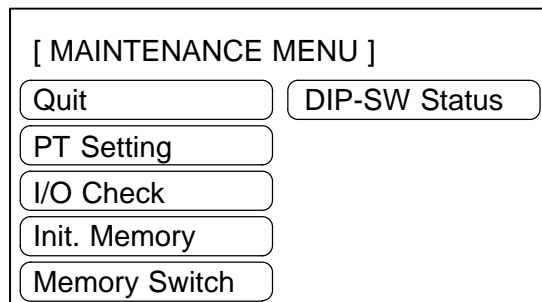 [ MAINTENANCE MENU ]
Quit
DIP-SW Status
PT Setting
I/O Check
Init. Memory
Memory Switch